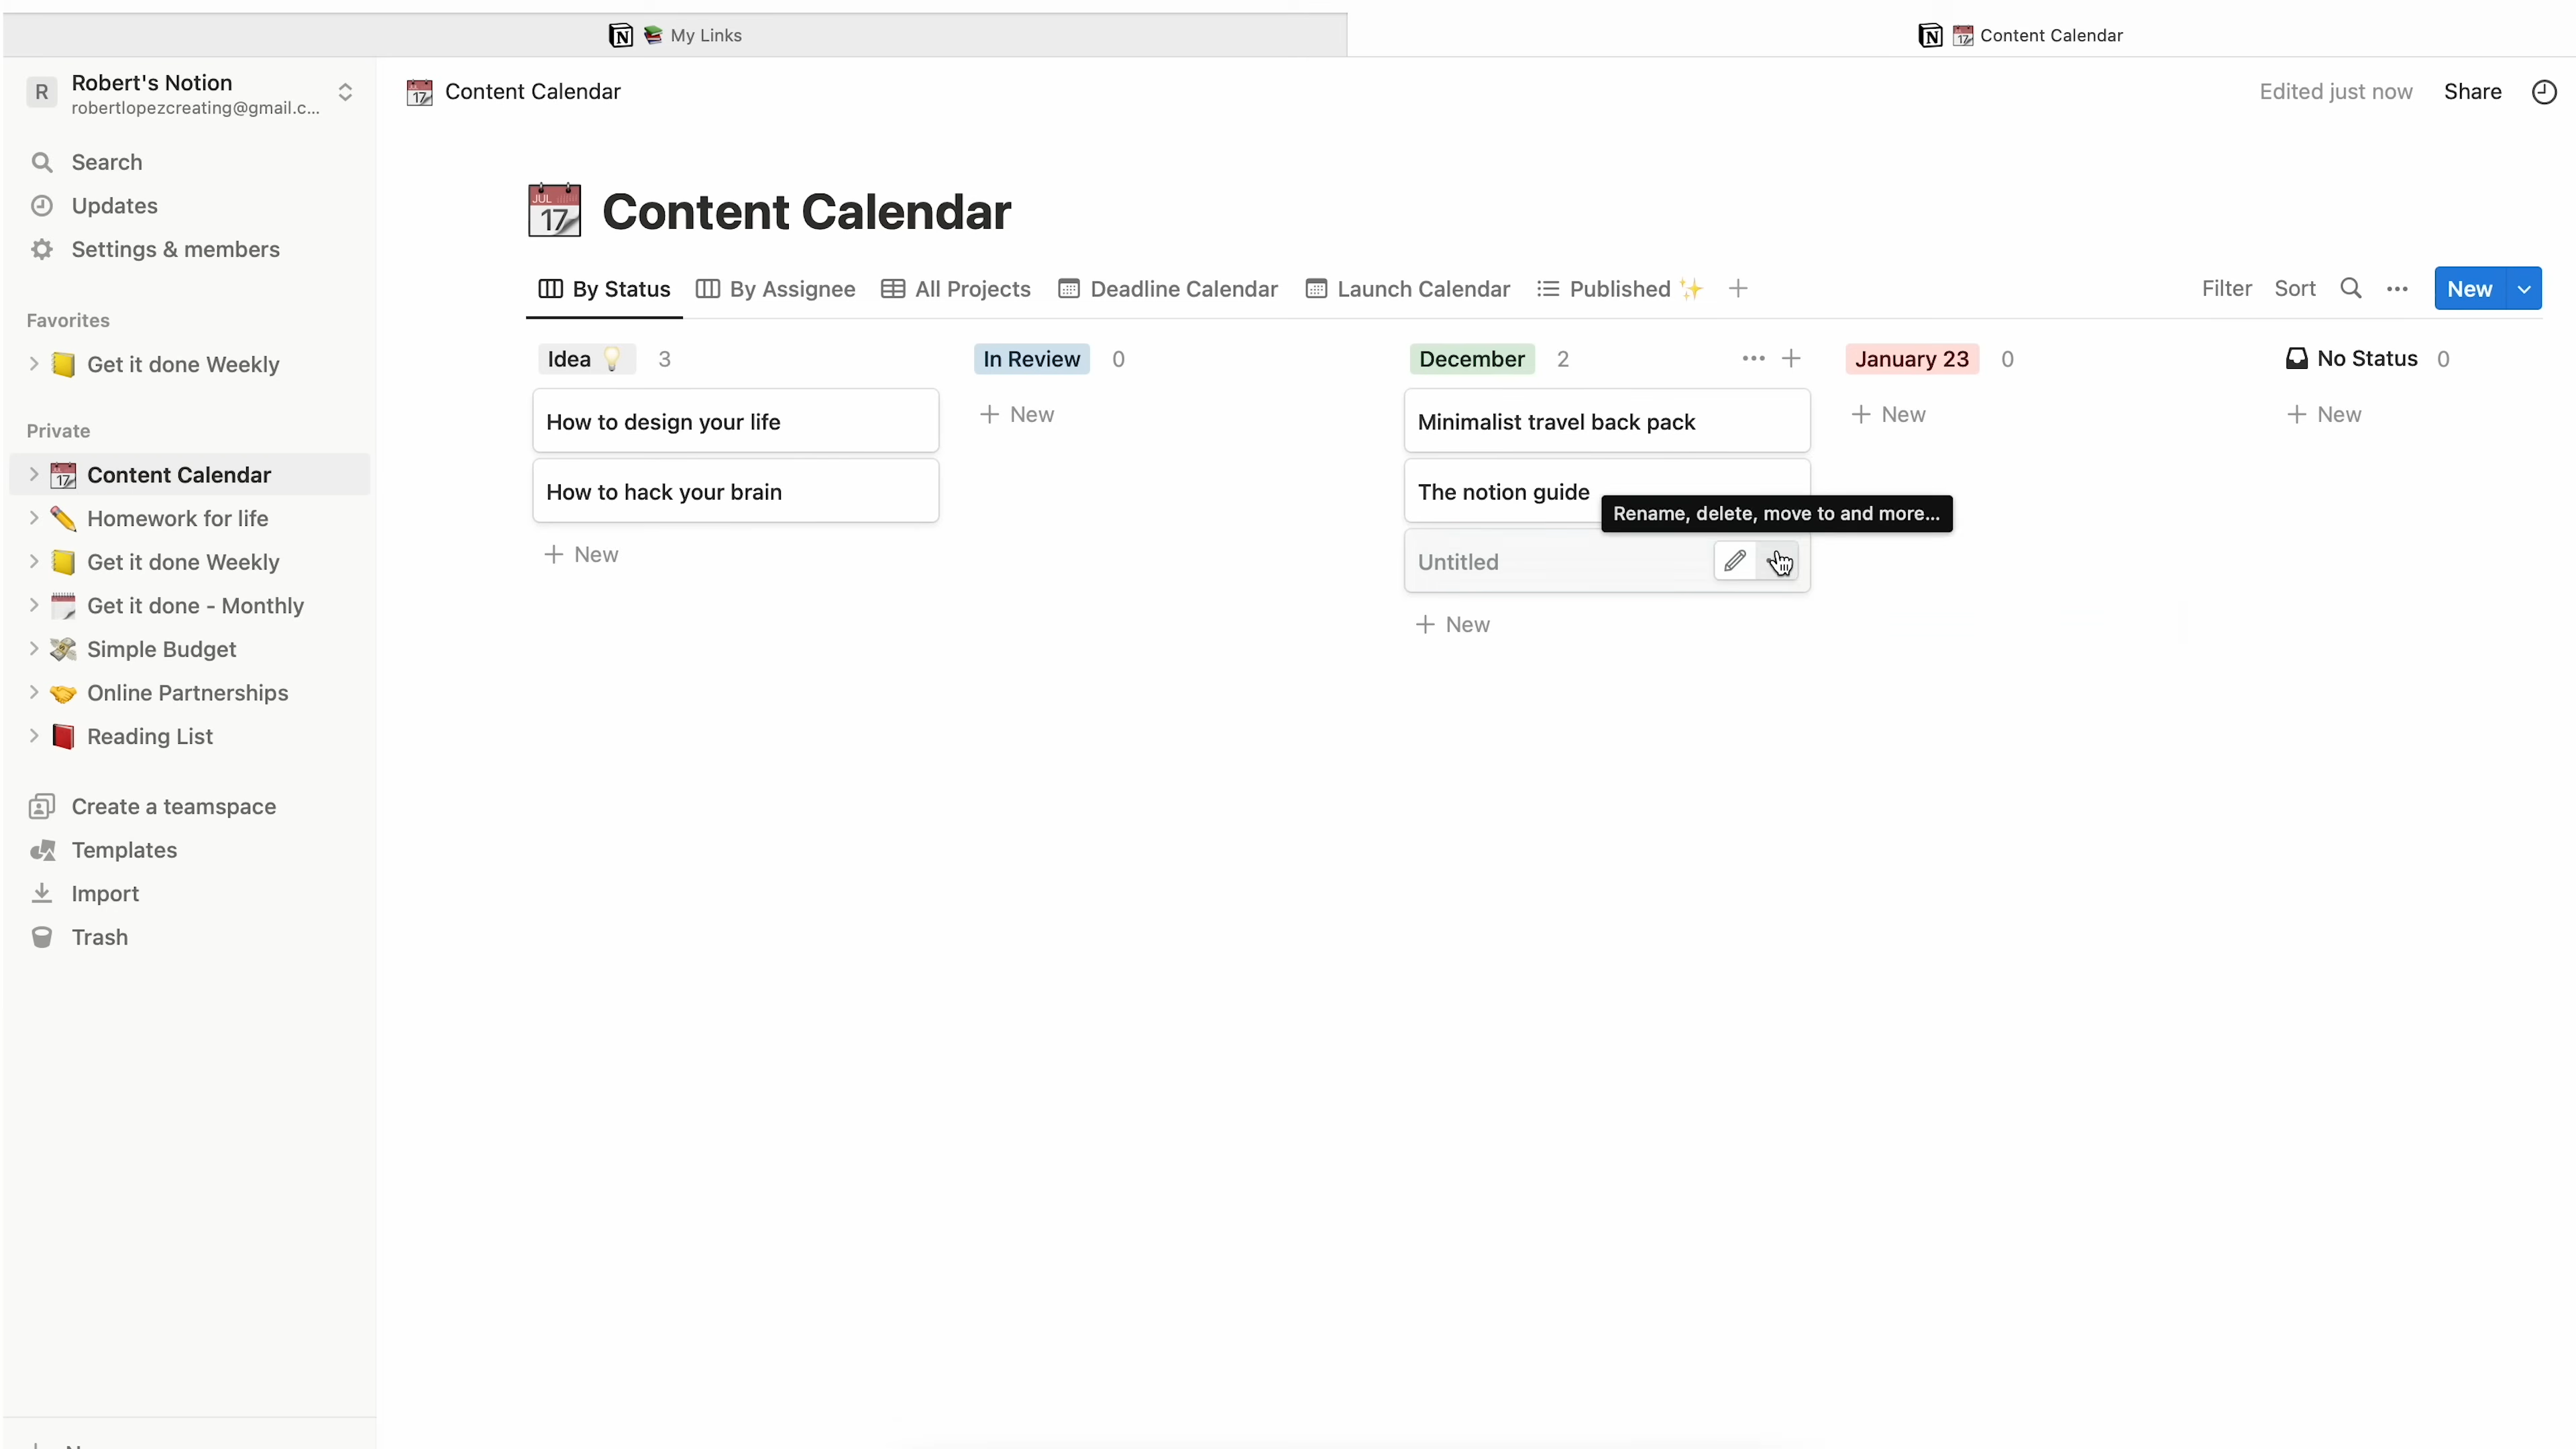 My Links
Content Calendar
R
Robert's Notion
robertlopezcreating@gmail.c...
Content Calendar
Edited just now
Share
Search
Updates
Settings & members
Favorites
Get it done Weekly
Private
Content Calendar
Homework for life
Get it done Weekly
Get it done - Monthly
Simple Budget
Online Partnerships
Reading List
Create a teamspace
Templates
Import
Trash
JUL
17
Content Calendar
By Status
By Assignee
All Projects
Deadline Calendar
Launch Calendar
Published
Filter
Sort
New
Idea 3
How to design your life
How to hack your brain
+ New
In Review 0
+ New
December 2
Minimalist travel back pack
The notion guide
Rename, delete, move to and more...
Untitled
+ New
January 23 0
+ New
No Status 0
+ New